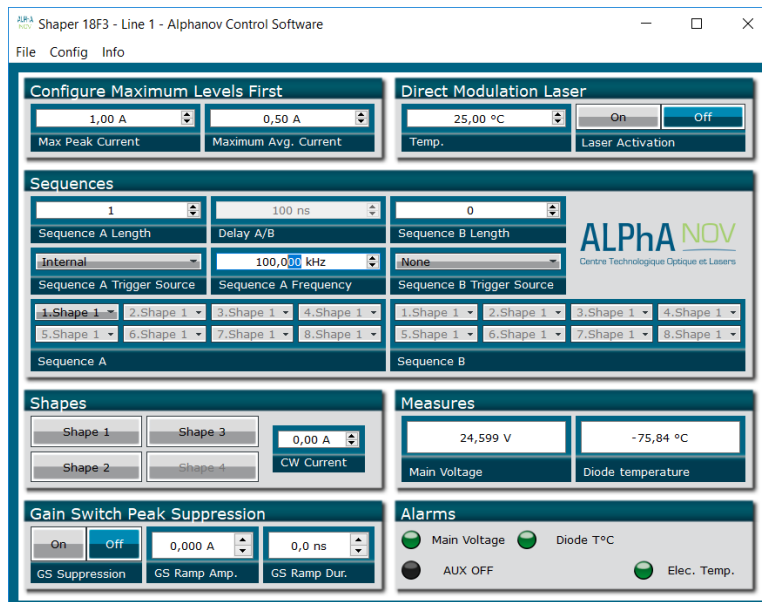 Shaper 18F3 - Line 1 - Alphanov Control Software
File Config Info
Configure Maximum Levels First
1,00 A
0,50 A
Max Peak Current
Maximum Avg. Current
Direct Modulation Laser
25,00 °C
On
Off
Temp.
Laser Activation
Sequences
1
100 ns
0
Sequence A Length
Delay A/B
Sequence B Length
Internal
100,000 kHz
None
Sequence A Trigger Source
Sequence A Frequency
Sequence B Trigger Source
ALPhA NOV
Centre Technologique Optique et Lasers
1.Shape 1 2.Shape 1 3.Shape 1 4.Shape 1
5.Shape 1 6.Shape 1 7.Shape 1 8.Shape 1
Sequence A
1.Shape 1 2.Shape 1 3.Shape 1 4.Shape 1
5.Shape 1 6.Shape 1 7.Shape 1 8.Shape 1
Sequence B
Shapes
Shape 1
Shape 3
Shape 2
Shape 4
0,00 A
CW Current
Measures
24,599 V
-75,84 °C
Main Voltage
Diode temperature
Gain Switch Peak Suppression
On
Off
0,000 A
0,0 ns
GS Suppression
GS Ramp Amp.
GS Ramp Dur.
Alarms
Main Voltage
Diode T°C
AUX OFF
Elec. Temp.